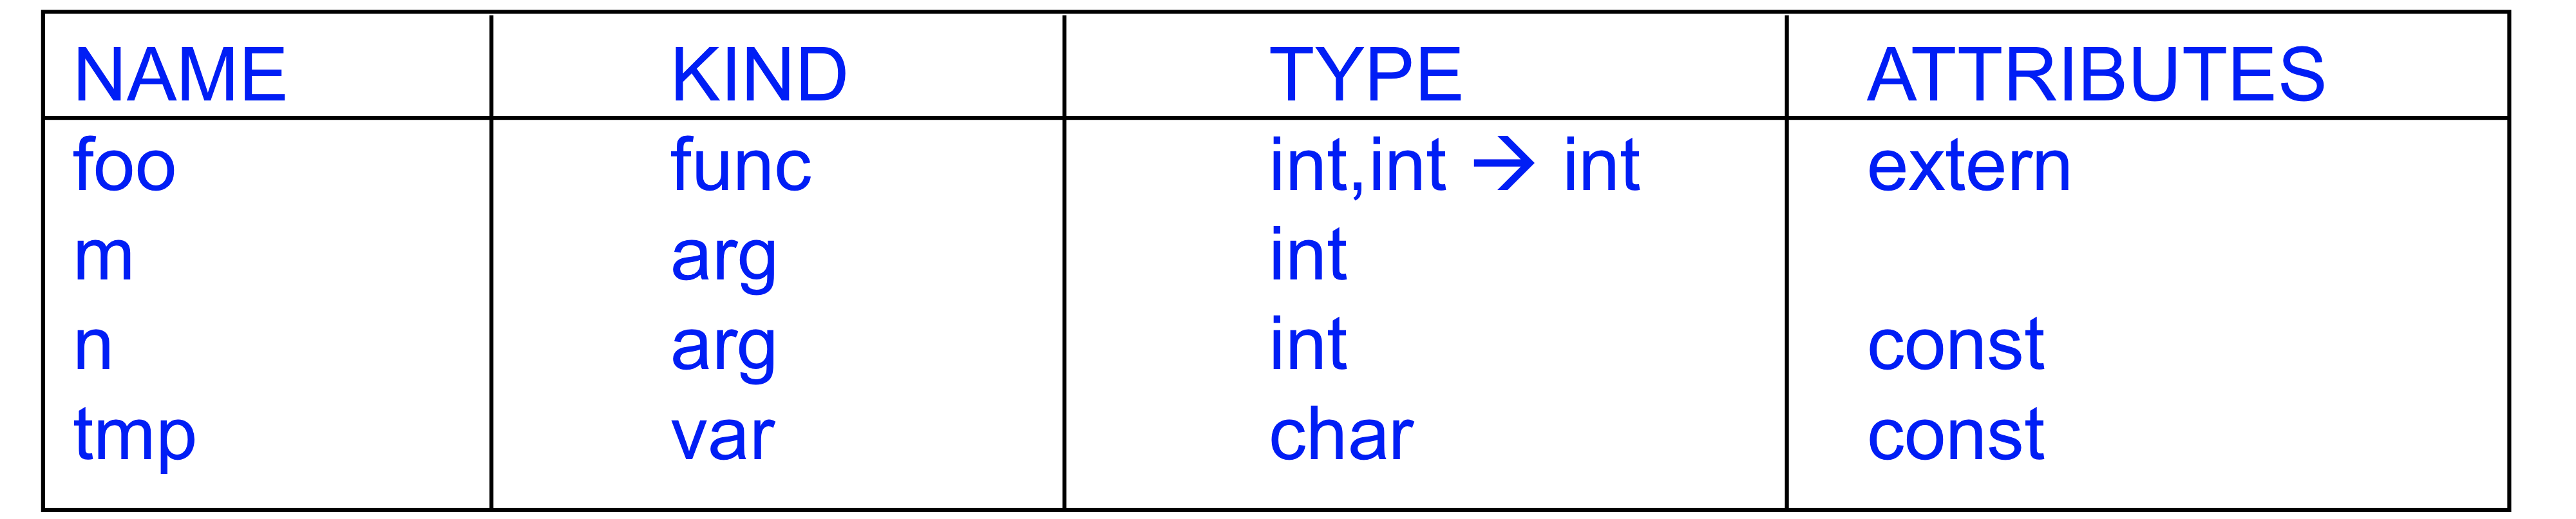 NAME KIND TYPE ATTRIBUTES
foo func int,int → int extern
m arg int
n arg int const
tmp var char const